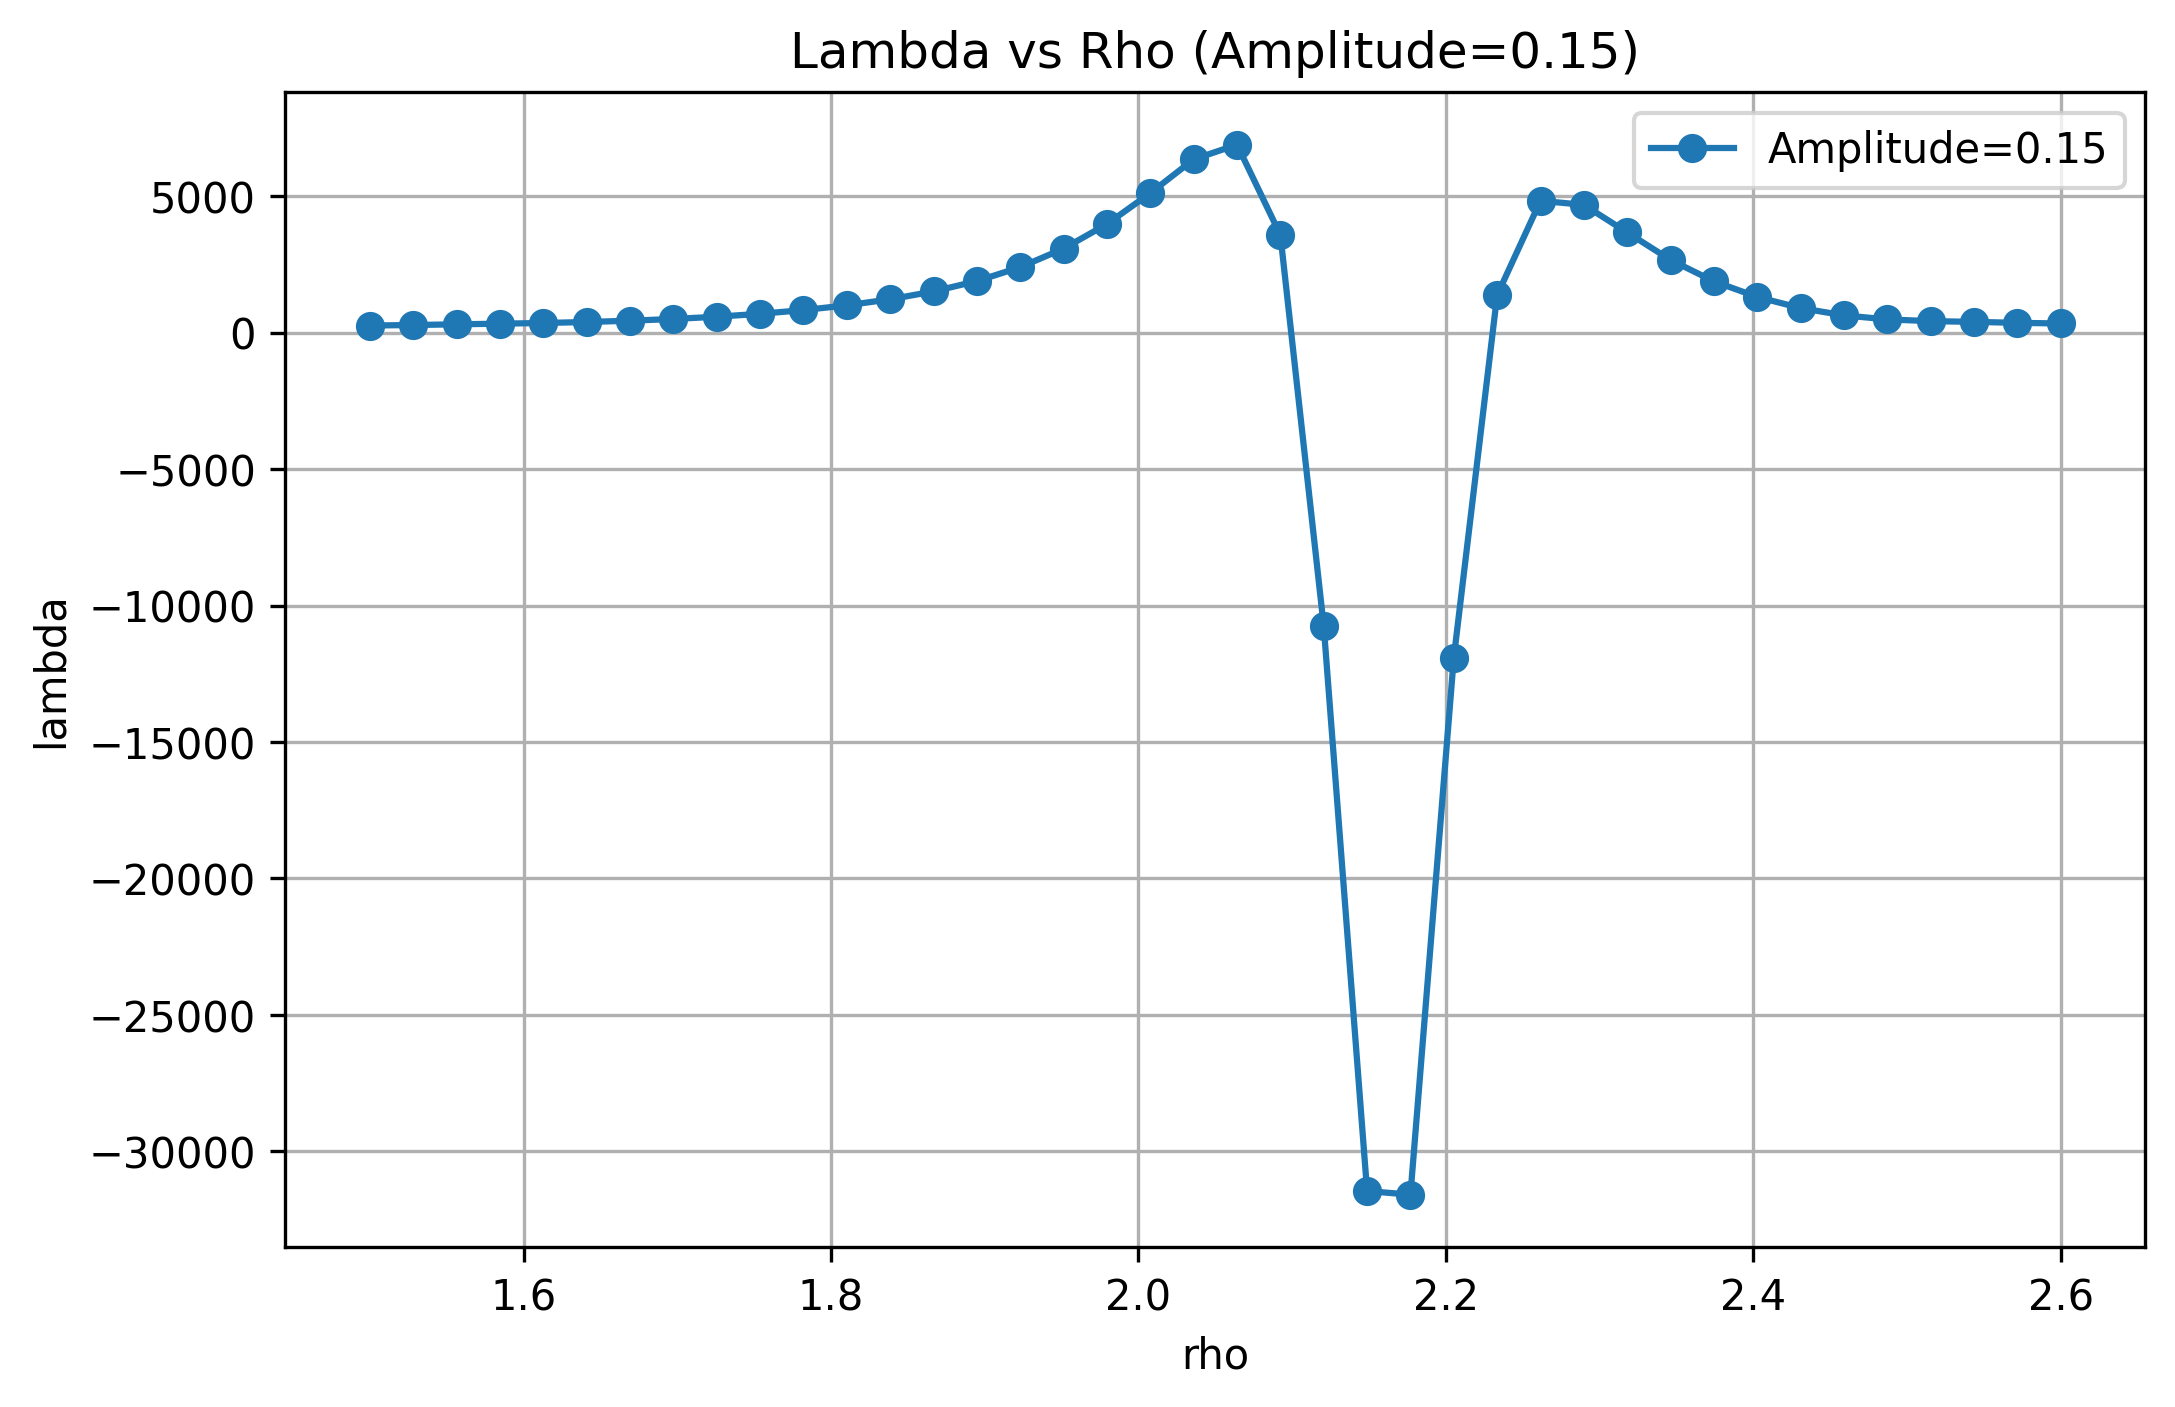 Lambda vs Rho (Amplitude=0.15)
Amplitude=0.15
5000
0
−5000
−10000
−15000
−20000
−25000
−30000
lambda
1.6 1.8 2.0 2.2 2.4 2.6
rho